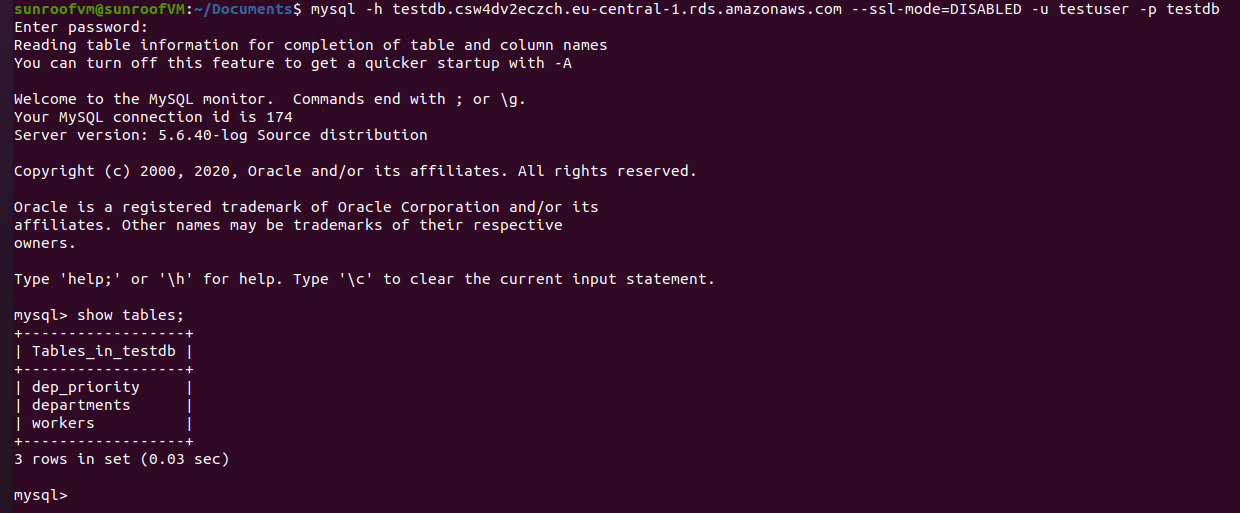 sunroofvm@sunroofVM:~/Documents$ mysql -h testdb.csw4dv2eczch.eu-central-1.rds.amazonaws.com --ssl-mode=DISABLED -u testuser -p testdb
Enter password:
Reading table information for completion of table and column names
You can turn off this feature to get a quicker startup with -A
Welcome to the MySQL monitor.  Commands end with ; or \g.
Your MySQL connection id is 174
Server version: 5.6.40-log Source distribution
Copyright (c) 2000, 2020, Oracle and/or its affiliates. All rights reserved.
Oracle is a registered trademark of Oracle Corporation and/or its
affiliates. Other names may be trademarks of their respective
owners.
Type 'help;' or '\h' for help. Type '\c' to clear the current input statement.
mysql> show tables;
+------------------+
| Tables_in_testdb |
+------------------+
| dep_priority     |
| departments      |
| workers          |
+------------------+
3 rows in set (0.03 sec)
mysql>